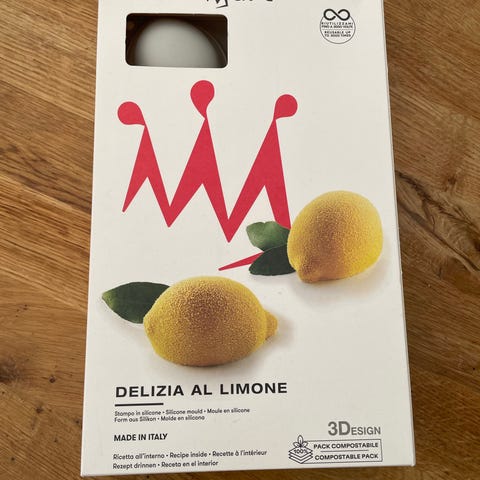 RIUTILIZZABILI
FINO A 3000 VOLTE
REUSABLE UP
TO 3000 TIMES
DELIZIA AL LIMONE
Stampo in silicone • Silicone mould • Moule en silicone
Form aus Silikon • Molde en silicona
MADE IN ITALY
Ricetta all'interno • Recipe inside • Recette à l'intérieur
Rezept drinnen • Receta en el interior
3DESIGN
100%
PACK COMPOSTABILE
COMPOSTABLE PACK